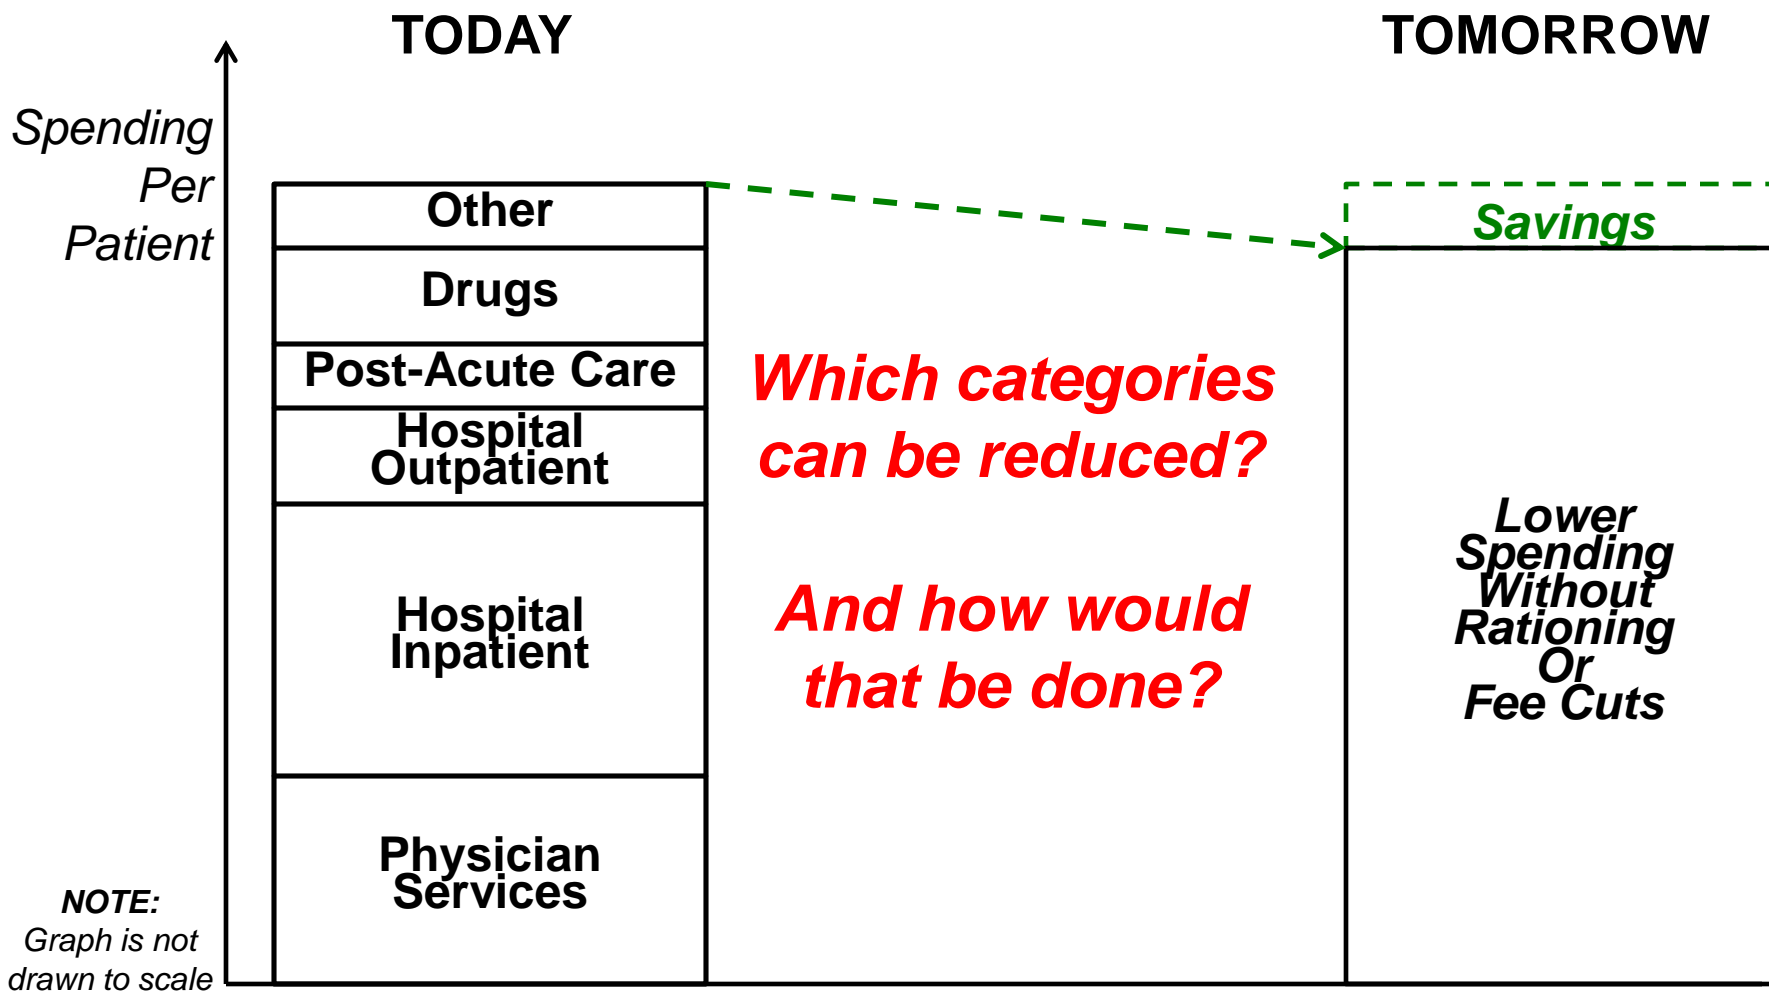 TODAY
TOMORROW
Spending
Per
Patient
Other
Drugs
Post-Acute Care
Hospital
Outpatient
Hospital
Inpatient
Physician
Services
Which categories
can be reduced?
And how would
that be done?
Savings
Lower
Spending
Without
Rationing
Or
Fee Cuts
NOTE:
Graph is not
drawn to scale